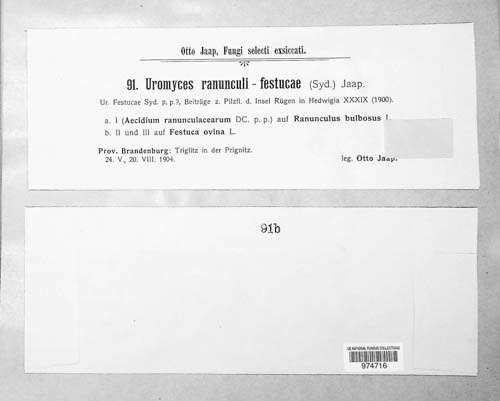 Otto Jaap, Fungi selecti exsiccati.
91. Uromyces ranunculi - festucae (Syd.) Jaap.
Ur. Festucae Syd. p. p.?, Beiträge z. Pilzfl. d. Insel Rügen in Hedwigia XXXIX (1900).
a. I (Aecidium ranunculacearum DC. p. p.) auf Ranunculus bulbosus L.
b. II und III auf Festuca ovina L.
Prov. Brandenburg: Triglitz in der Prignitz.
24. V., 20. VIII. 1904.
leg. Otto Jaap.
91b
US NATIONAL FUNGUS COLLECTIONS
974716